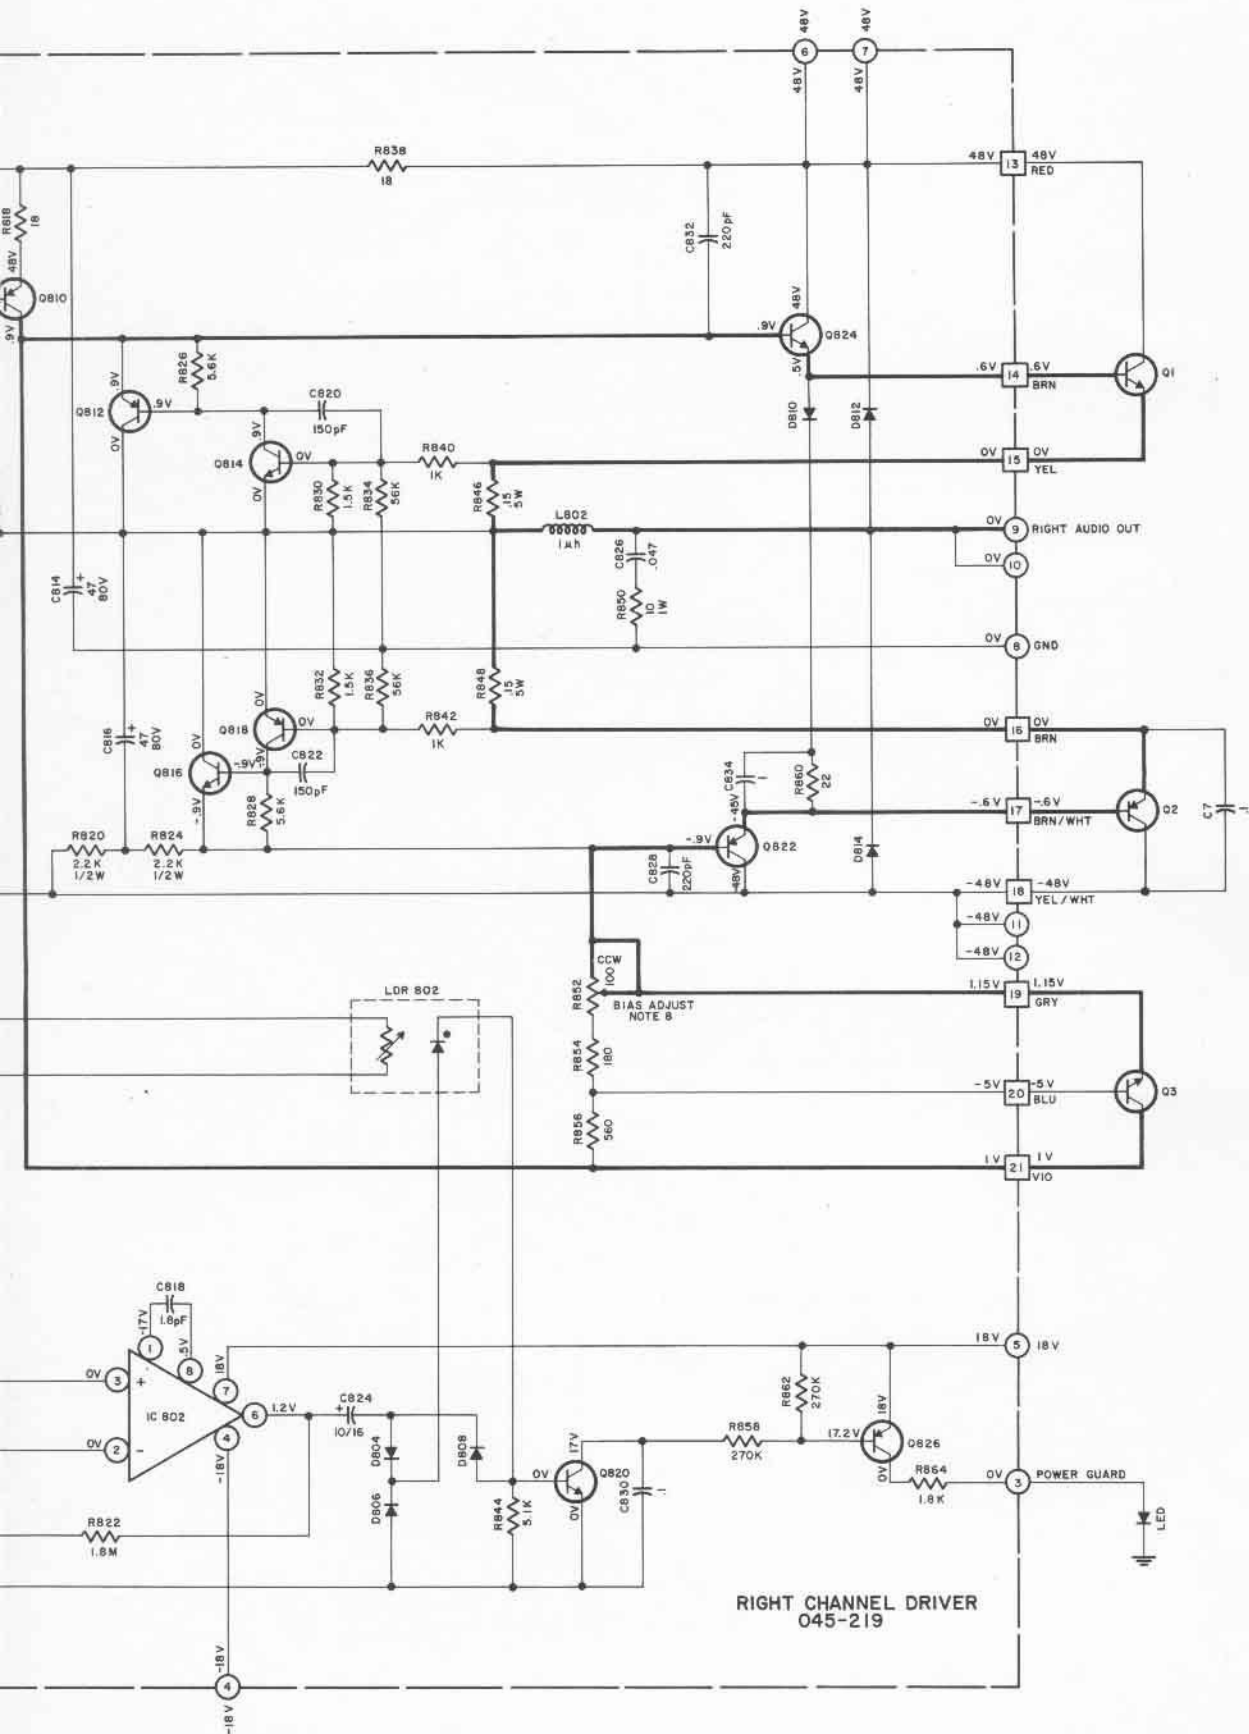 48V
48V
6
7
48V
48V
R838
18
48V
13
48V
RED
R818
18
C832
220pF
48V
Q810
.9V
48V
.9V
Q824
.5V
R826
5.6K
.9V
.6V
14
.6V
BRN
Q1
Q812
.9V
0V
C820
150pF
D810
D812
.9V
Q814
0V
0V
R840
1K
0V
15
0V
YEL
R830
1.5K
R834
56K
R846
.15
5W
L802
1µh
0V
9
RIGHT AUDIO OUT
C826
.047
0V
10
C814
+
47
80V
R850
10
1W
0V
8
GND
R832
1.5K
R836
56K
R848
.15
5W
0V
Q818
0V
R842
1K
0V
16
0V
BRN
C816
+
47
80V
0V
Q816
-.9V
-.9V
-.9V
C822
150pF
R828
5.6K
C834
.1
R860
22
-45V
-.6V
17
-.6V
BRN/WHT
Q2
C7
.1
R820
2.2K
1/2W
R824
2.2K
1/2W
-.9V
Q822
C828
220pF
-48V
D814
-48V
18
-48V
YEL/WHT
-48V
11
-48V
12
CCW
R852
100
BIAS ADJUST
NOTE 8
1.15V
19
1.15V
GRY
LDR 802
R854
180
-5V
20
-5V
BLU
Q3
R856
560
1V
21
1V
VIO
C818
1.8pF
-17V
.5V
18V
1
8
7
18V
5
18V
0V
3
+
IC 802
6
1.2V
C824
+
10/16
R862
270K
18V
0V
2
-
4
-18V
D804
D808
R858
270K
17.2V
Q826
0V
17V
Q820
0V
0V
D806
R844
5.1K
C830
.1
R864
1.8K
0V
3
POWER GUARD
LED
R822
1.8M
RIGHT CHANNEL DRIVER
045-219
-18V
4
-18V